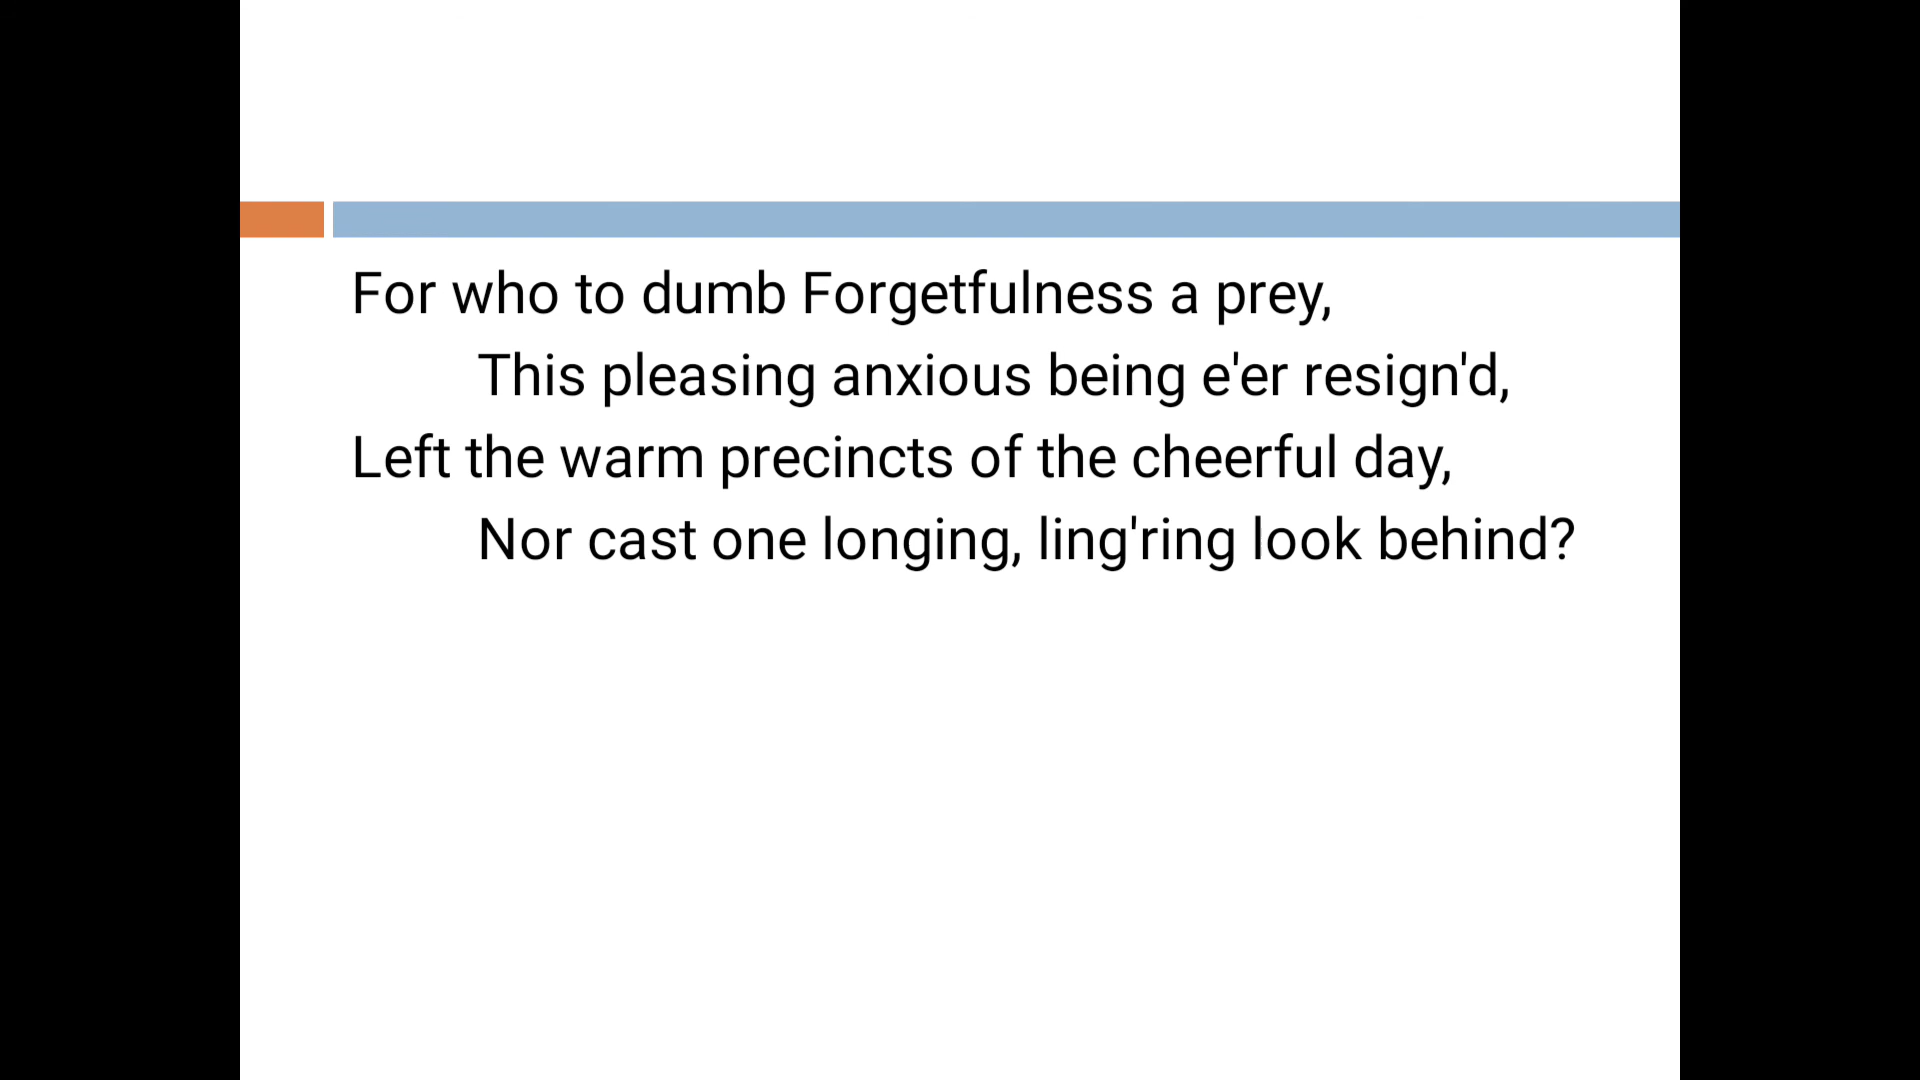 For who to dumb Forgetfulness a prey,
This pleasing anxious being e'er resign'd,
Left the warm precincts of the cheerful day,
Nor cast one longing, ling'ring look behind?